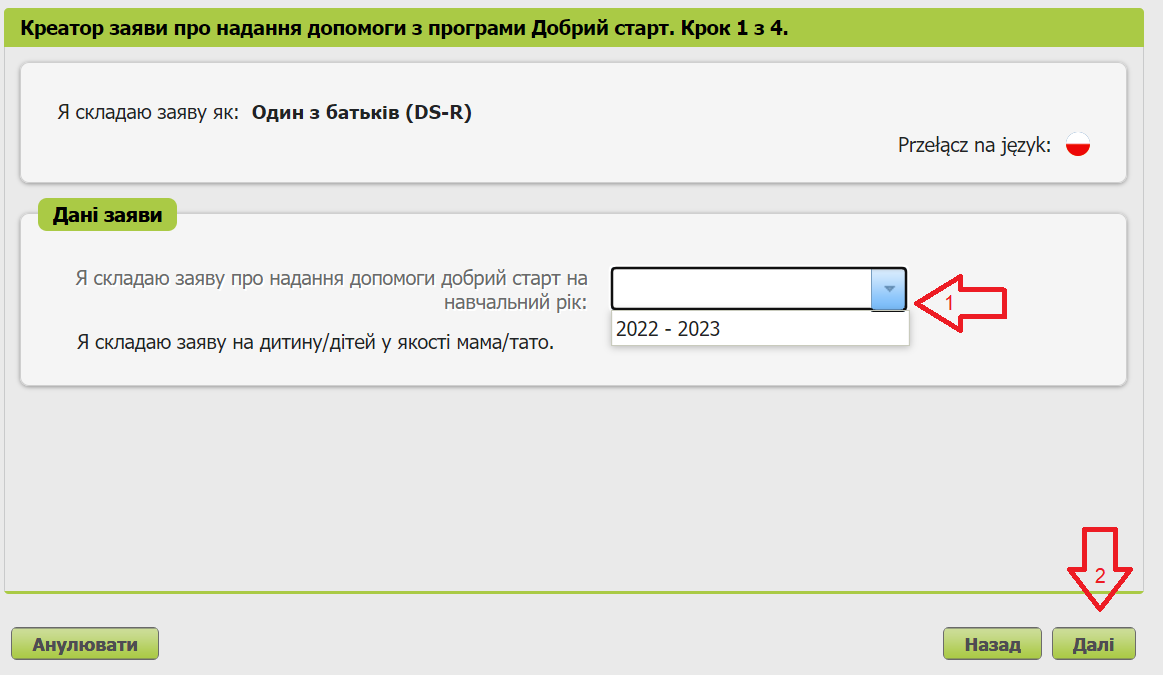 Креатор заяви про надання допомоги з програми Добрий старт. Крок 1 з 4.
Я складаю заяву як: Один з батьків (DS-R)
Przełącz na język:
Дані заяви
Я складаю заяву про надання допомоги добрий старт на
навчальний рік:
1
2022 - 2023
Я складаю заяву на дитину/дітей у якості мама/тато.
2
Анулювати
Назад
Далі